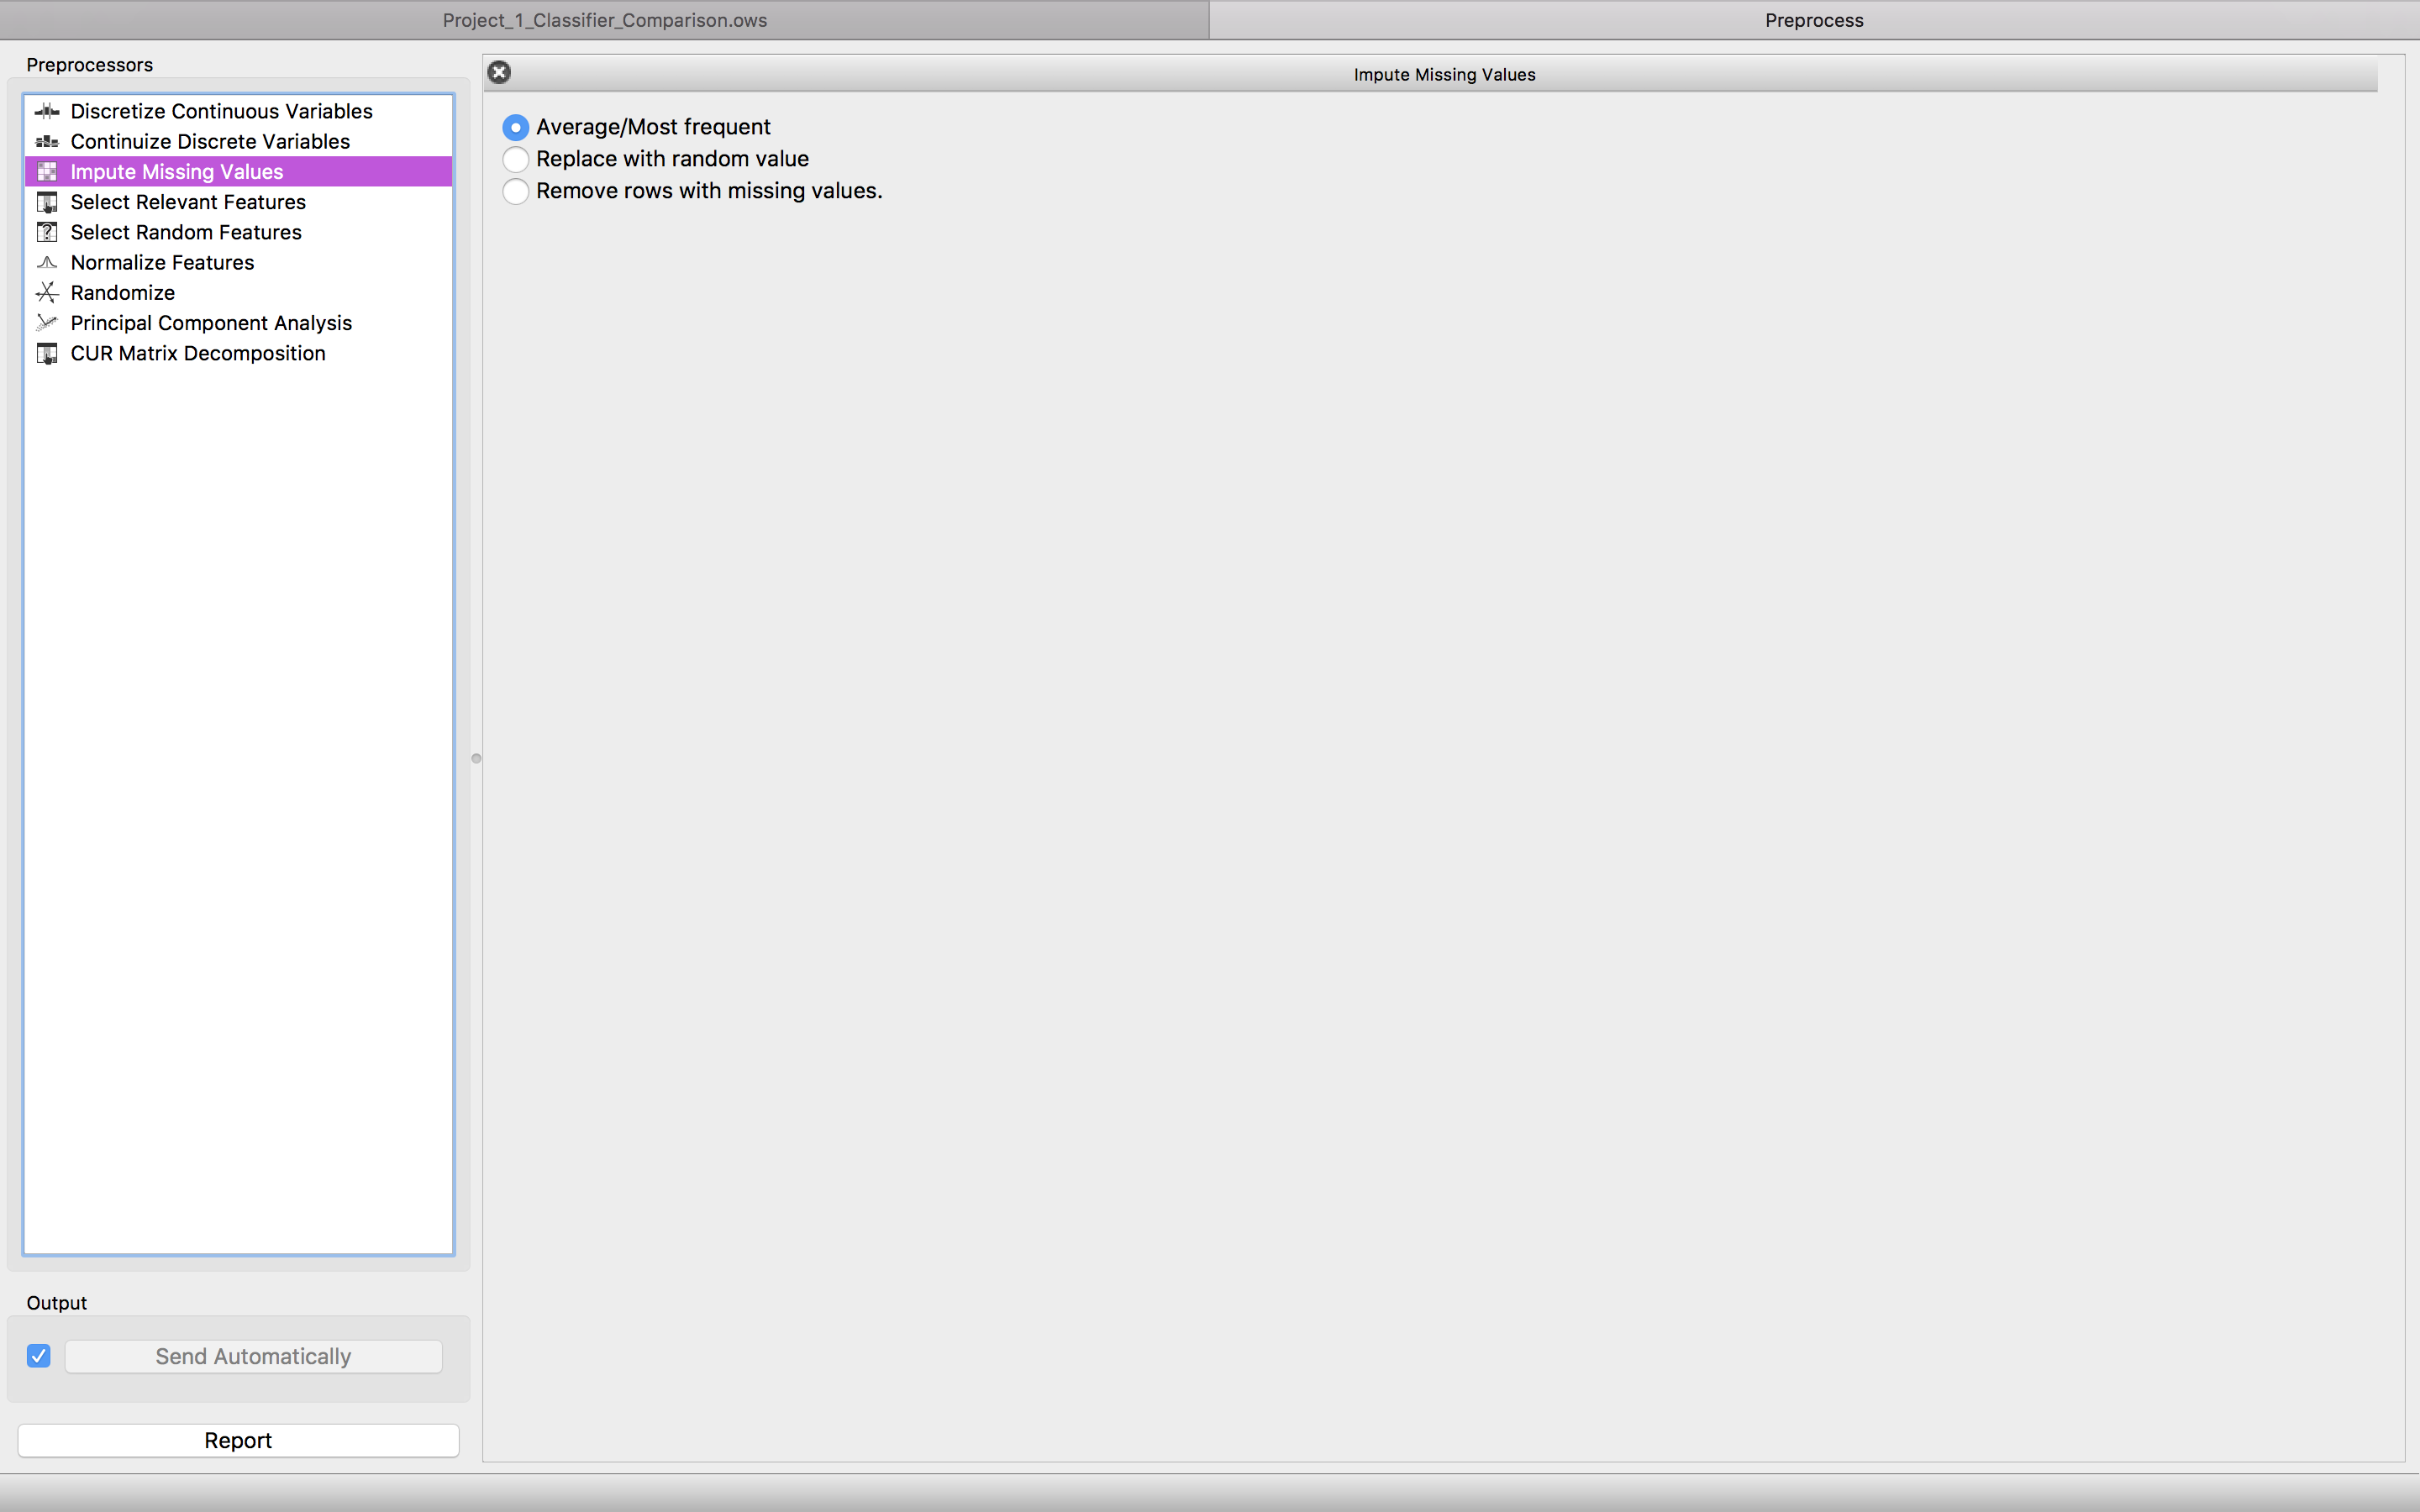 Project_1_Classifier_Comparison.ows
Preprocess
Preprocessors
Discretize Continuous Variables
Continuize Discrete Variables
Impute Missing Values
Select Relevant Features
Select Random Features
Normalize Features
Randomize
Principal Component Analysis
CUR Matrix Decomposition
Output
Send Automatically
Report
Impute Missing Values
Average/Most frequent
Replace with random value
Remove rows with missing values.